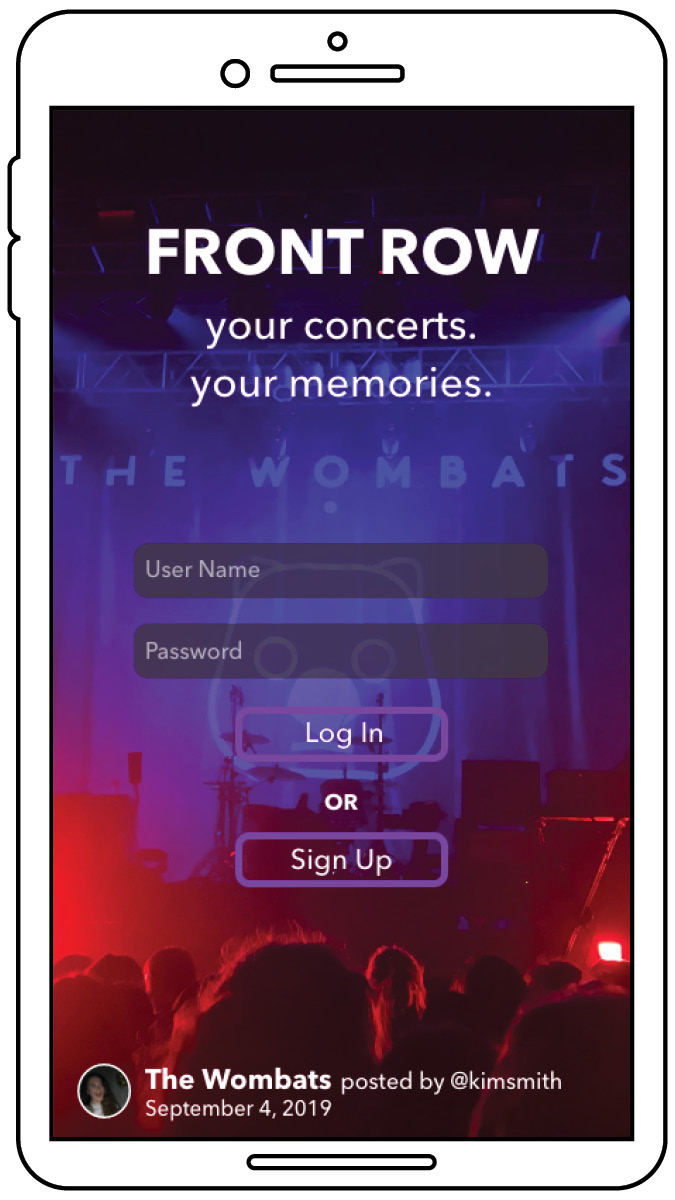 FRONT ROW
your concerts.
your memories.
THE WOMBATS
User Name
Password
Log In
OR
Sign Up
The Wombats posted by @kimsmith
September 4, 2019